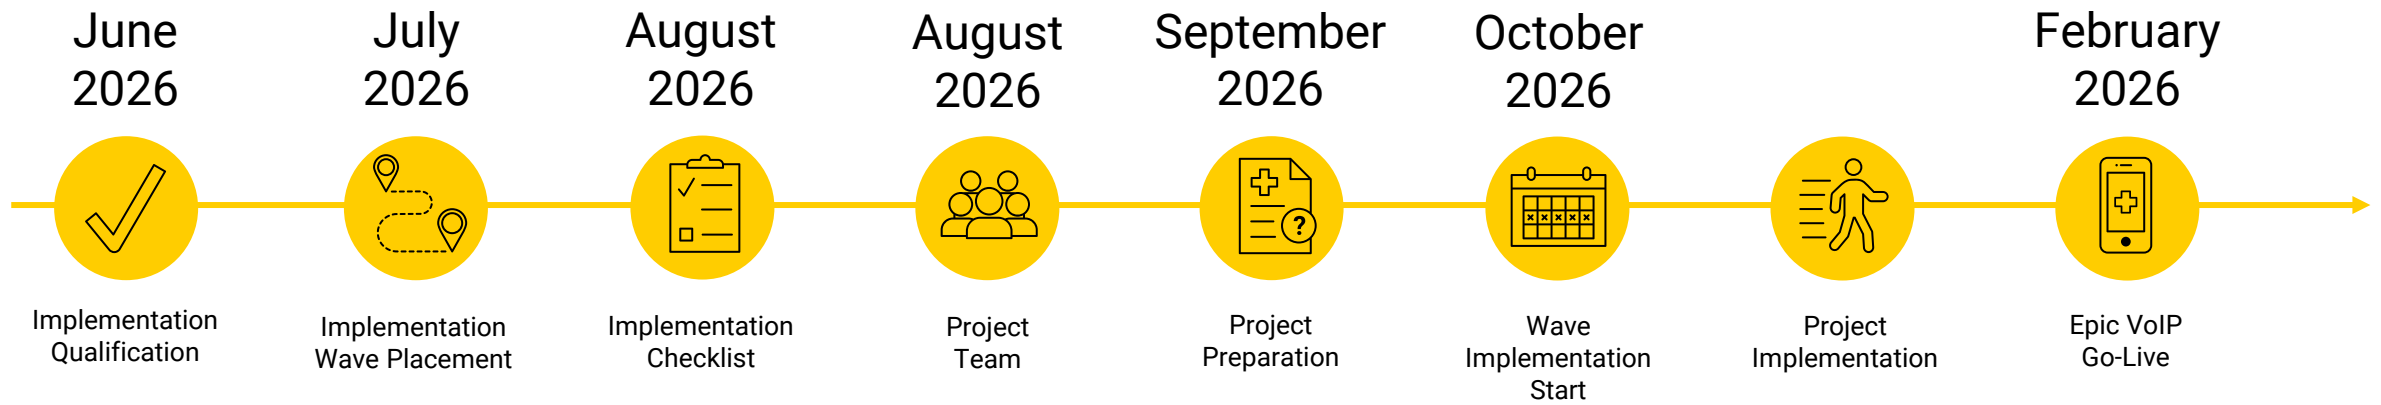 June
2026
July
2026
August
2026
August
2026
September
2026
October
2026
February
2026
?
Implementation
Qualification
Implementation
Wave Placement
Implementation
Checklist
Project
Team
Project
Preparation
Wave
Implementation
Start
Project
Implementation
Epic VoIP
Go-Live